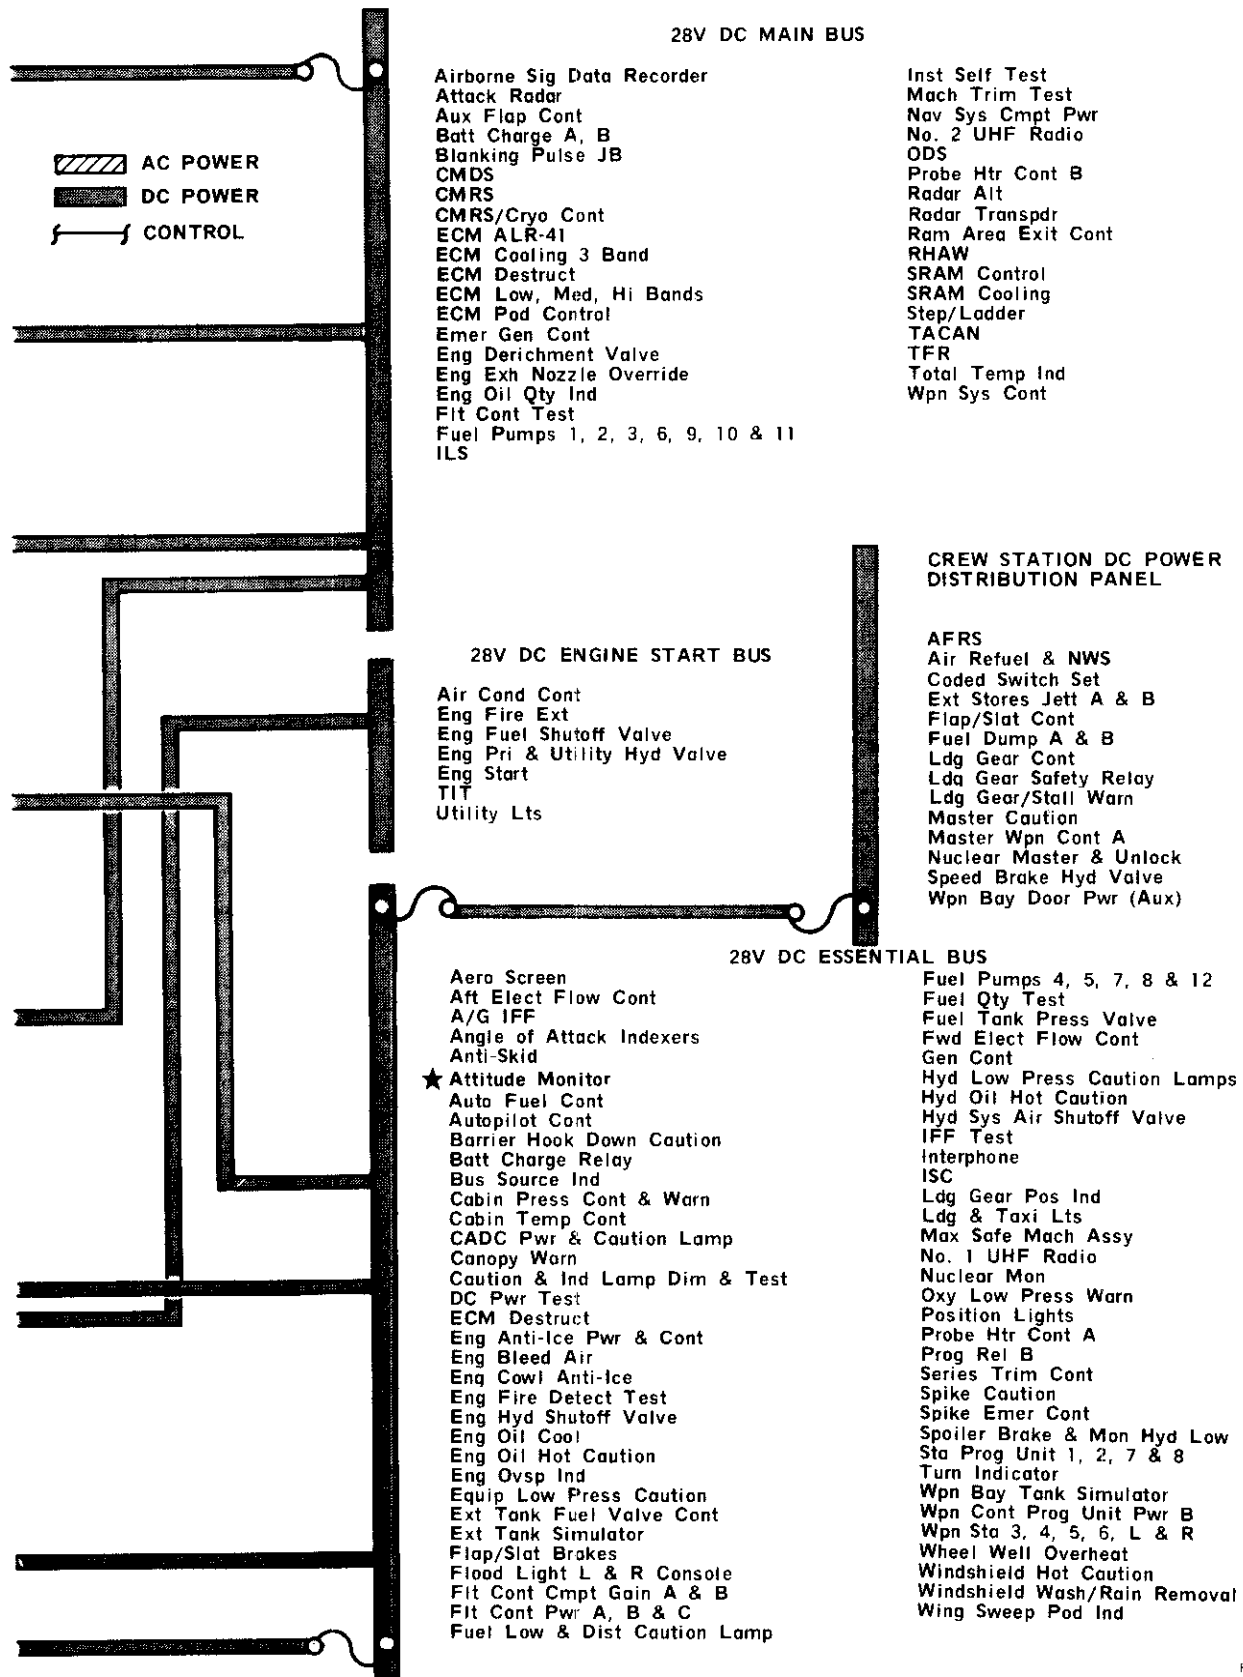 28V DC MAIN BUS
Airborne Sig Data Recorder
Attack Radar
Aux Flap Cont
Batt Charge A, B
Blanking Pulse JB
CMDS
CMRS
CMRS/Cryo Cont
ECM ALR-41
ECM Cooling 3 Band
ECM Destruct
ECM Low, Med, Hi Bands
ECM Pod Control
Emer Gen Cont
Eng Derichment Valve
Eng Exh Nozzle Override
Eng Oil Qty Ind
Flt Cont Test
Fuel Pumps 1, 2, 3, 6, 9, 10 & 11
ILS
Inst Self Test
Mach Trim Test
Nav Sys Cmpt Pwr
No. 2 UHF Radio
ODS
Probe Htr Cont B
Radar Alt
Radar Transpdr
Ram Area Exit Cont
RHAW
SRAM Control
SRAM Cooling
Step/Ladder
TACAN
TFR
Total Temp Ind
Wpn Sys Cont
AC POWER
DC POWER
CONTROL
28V DC ENGINE START BUS
Air Cond Cont
Eng Fire Ext
Eng Fuel Shutoff Valve
Eng Pri & Utility Hyd Valve
Eng Start
TIT
Utility Lts
CREW STATION DC POWER
DISTRIBUTION PANEL
AFRS
Air Refuel & NWS
Coded Switch Set
Ext Stores Jett A & B
Flap/Slat Cont
Fuel Dump A & B
Ldg Gear Cont
Ldg Gear Safety Relay
Ldg Gear/Stall Warn
Master Caution
Master Wpn Cont A
Nuclear Master & Unlock
Speed Brake Hyd Valve
Wpn Bay Door Pwr (Aux)
28V DC ESSENTIAL BUS
Aero Screen
Aft Elect Flow Cont
A/G IFF
Angle of Attack Indexers
Anti-Skid
★ Attitude Monitor
Auto Fuel Cont
Autopilot Cont
Barrier Hook Down Caution
Batt Charge Relay
Bus Source Ind
Cabin Press Cont & Warn
Cabin Temp Cont
CADC Pwr & Caution Lamp
Canopy Warn
Caution & Ind Lamp Dim & Test
DC Pwr Test
ECM Destruct
Eng Anti-Ice Pwr & Cont
Eng Bleed Air
Eng Cowl Anti-Ice
Eng Fire Detect Test
Eng Hyd Shutoff Valve
Eng Oil Cool
Eng Oil Hot Caution
Eng Ovsp Ind
Equip Low Press Caution
Ext Tank Fuel Valve Cont
Ext Tank Simulator
Flap/Slat Brakes
Flood Light L & R Console
Flt Cont Cmpt Gain A & B
Flt Cont Pwr A, B & C
Fuel Low & Dist Caution Lamp
Fuel Pumps 4, 5, 7, 8 & 12
Fuel Qty Test
Fuel Tank Press Valve
Fwd Elect Flow Cont
Gen Cont
Hyd Low Press Caution Lamps
Hyd Oil Hot Caution
Hyd Sys Air Shutoff Valve
IFF Test
Interphone
ISC
Ldg Gear Pos Ind
Ldg & Taxi Lts
Max Safe Mach Assy
No. 1 UHF Radio
Nuclear Mon
Oxy Low Press Warn
Position Lights
Probe Htr Cont A
Prog Rel B
Series Trim Cont
Spike Caution
Spike Emer Cont
Spoiler Brake & Mon Hyd Low
Sta Prog Unit 1, 2, 7 & 8
Turn Indicator
Wpn Bay Tank Simulator
Wpn Cont Prog Unit Pwr B
Wpn Sta 3, 4, 5, 6, L & R
Wheel Well Overheat
Windshield Hot Caution
Windshield Wash/Rain Removal
Wing Sweep Pod Ind